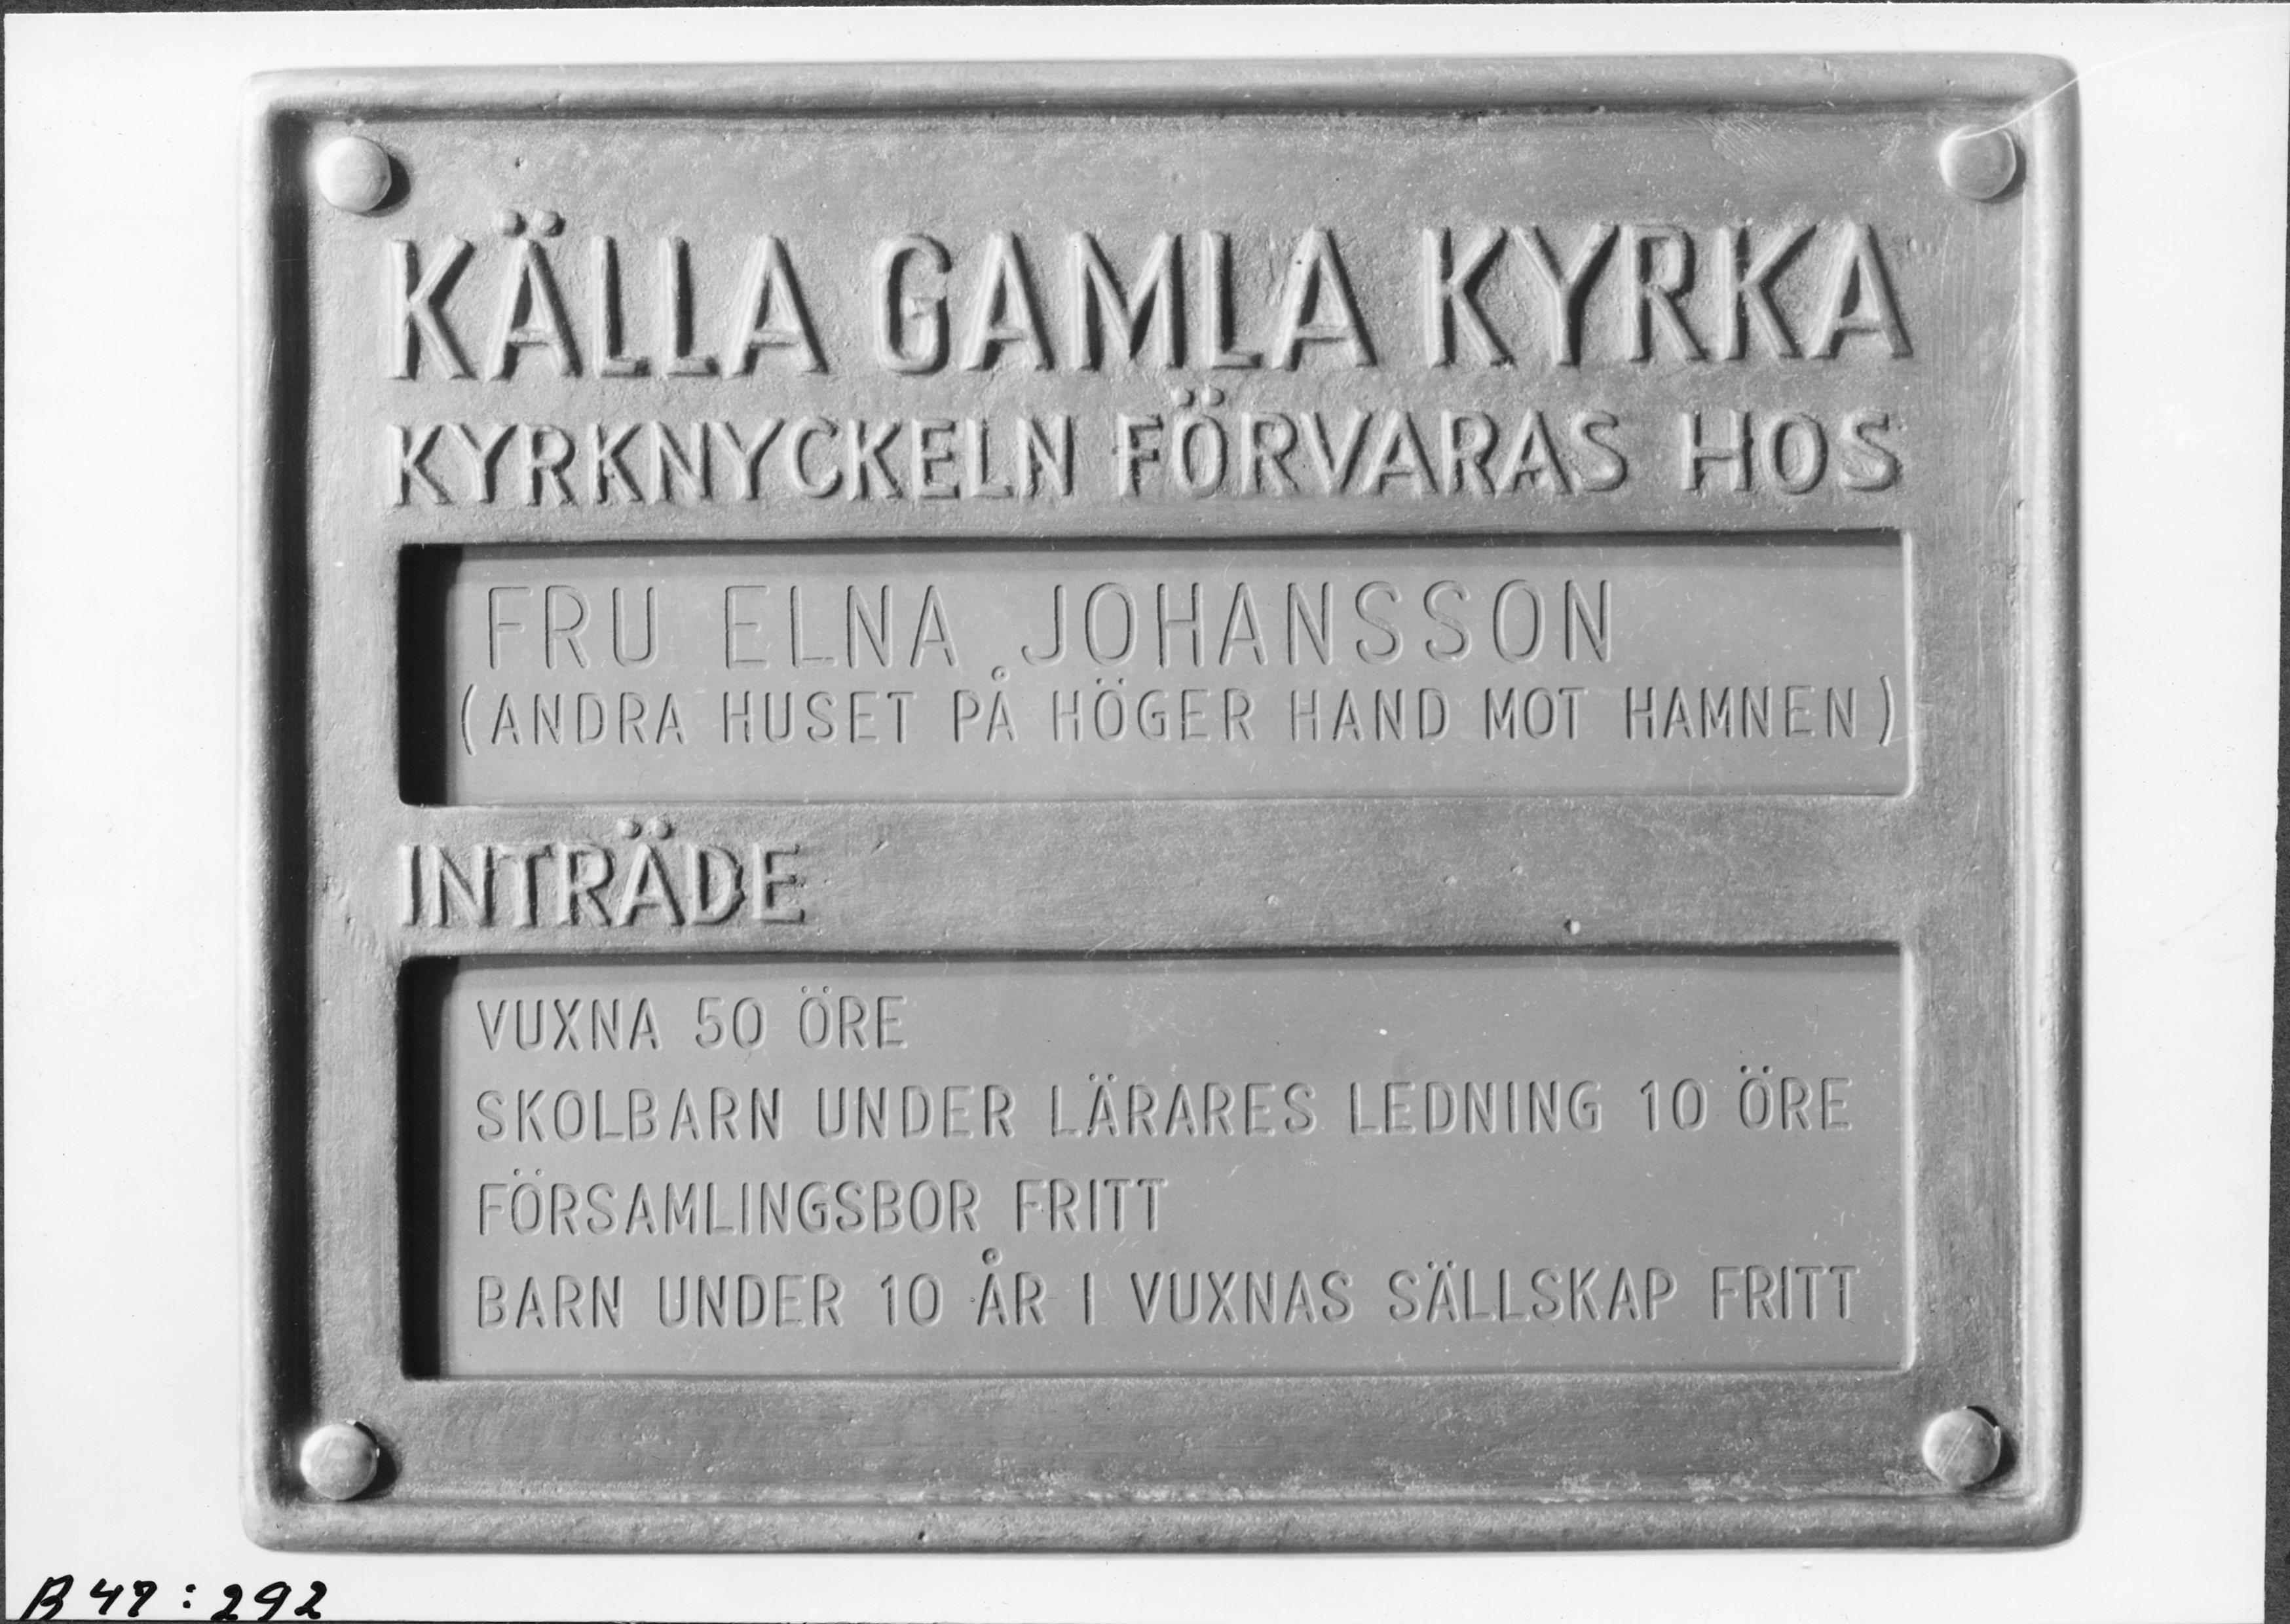 KÄLLA GAMLA KYRKA
KYRKNYCKELN FÖRVARAS HOS
FRU ELNA JOHANSSON
(ANDRA HUSET PÅ HÖGER HAND MOT HAMNEN)
INTRÄDE
VUXNA 50 ÖRE
SKOLBARN UNDER LÄRARES LEDNING 10 ÖRE
FÖRSAMLINGSBOR FRITT
BARN UNDER 10 ÅR I VUXNAS SÄLLSKAP FRITT
B 47:292